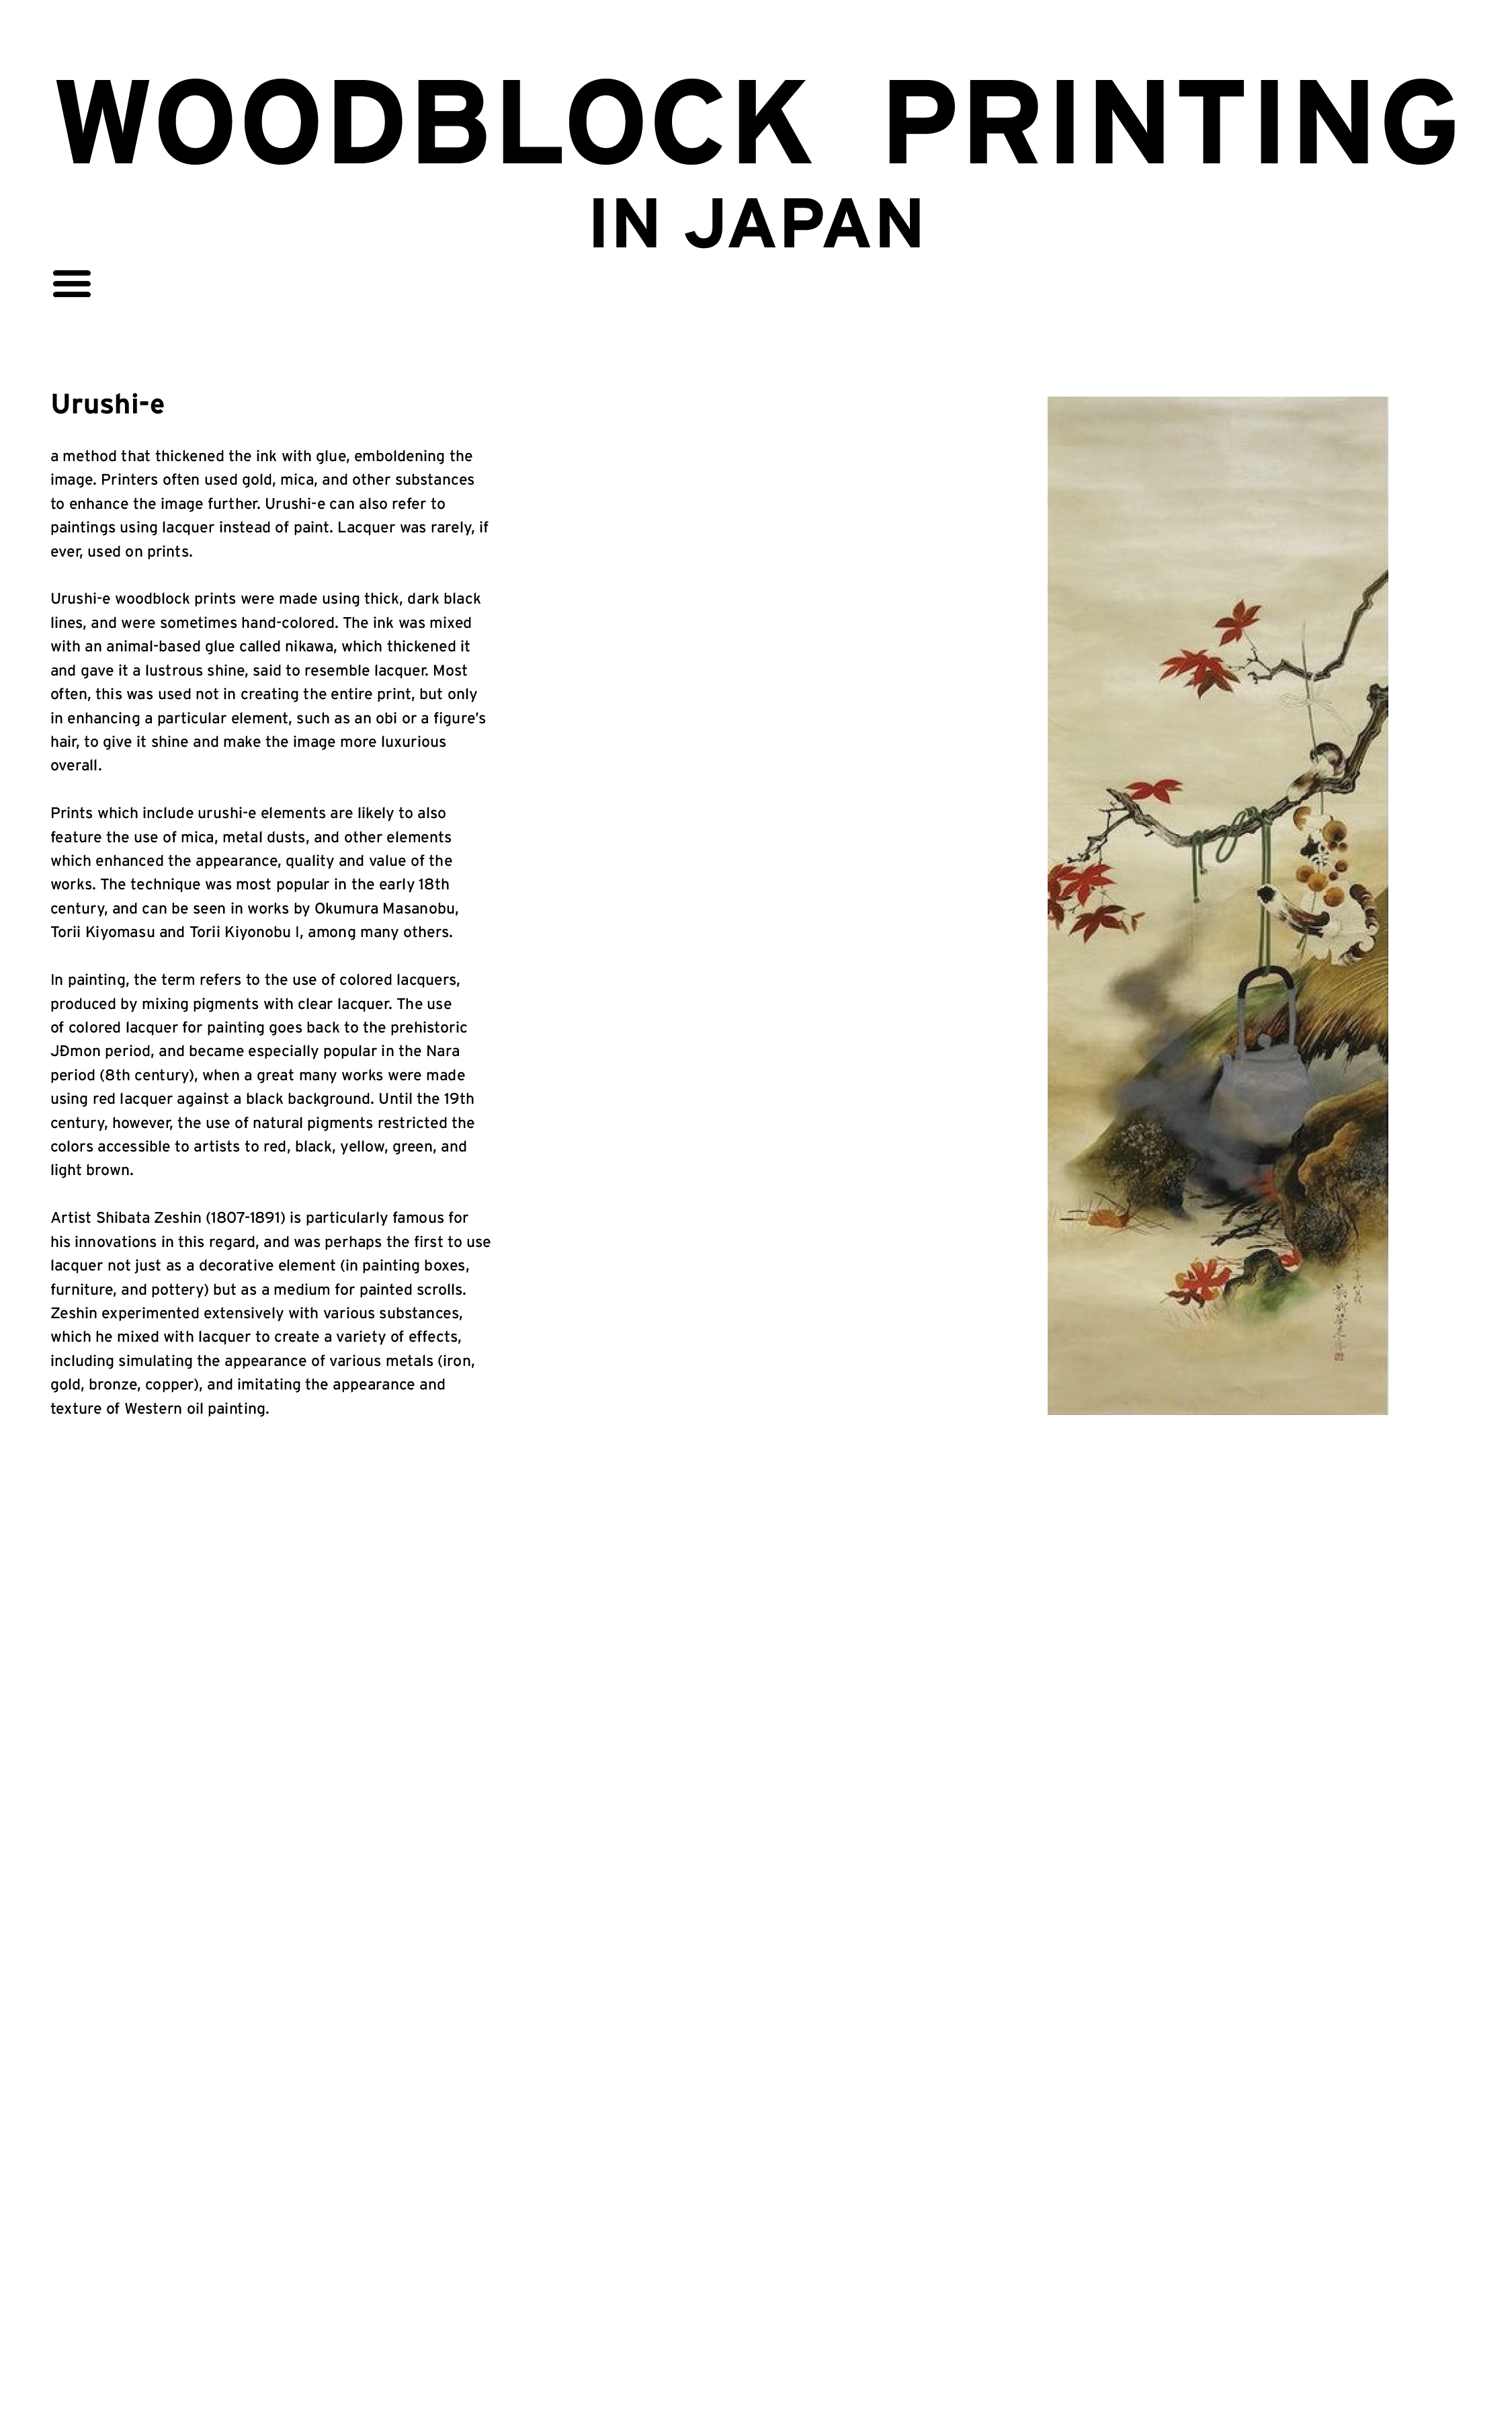 WOODBLOCK PRINTING
IN JAPAN
Urushi-e
a method that thickened the ink with glue, emboldening the
image. Printers often used gold, mica, and other substances
to enhance the image further. Urushi-e can also refer to
paintings using lacquer instead of paint. Lacquer was rarely, if
ever, used on prints.
Urushi-e woodblock prints were made using thick, dark black
lines, and were sometimes hand-colored. The ink was mixed
with an animal-based glue called nikawa, which thickened it
and gave it a lustrous shine, said to resemble lacquer. Most
often, this was used not in creating the entire print, but only
in enhancing a particular element, such as an obi or a figure’s
hair, to give it shine and make the image more luxurious
overall.
Prints which include urushi-e elements are likely to also
feature the use of mica, metal dusts, and other elements
which enhanced the appearance, quality and value of the
works. The technique was most popular in the early 18th
century, and can be seen in works by Okumura Masanobu,
Torii Kiyomasu and Torii Kiyonobu I, among many others.
In painting, the term refers to the use of colored lacquers,
produced by mixing pigments with clear lacquer. The use
of colored lacquer for painting goes back to the prehistoric
JÐmon period, and became especially popular in the Nara
period (8th century), when a great many works were made
using red lacquer against a black background. Until the 19th
century, however, the use of natural pigments restricted the
colors accessible to artists to red, black, yellow, green, and
light brown.
Artist Shibata Zeshin (1807-1891) is particularly famous for
his innovations in this regard, and was perhaps the first to use
lacquer not just as a decorative element (in painting boxes,
furniture, and pottery) but as a medium for painted scrolls.
Zeshin experimented extensively with various substances,
which he mixed with lacquer to create a variety of effects,
including simulating the appearance of various metals (iron,
gold, bronze, copper), and imitating the appearance and
texture of Western oil painting.